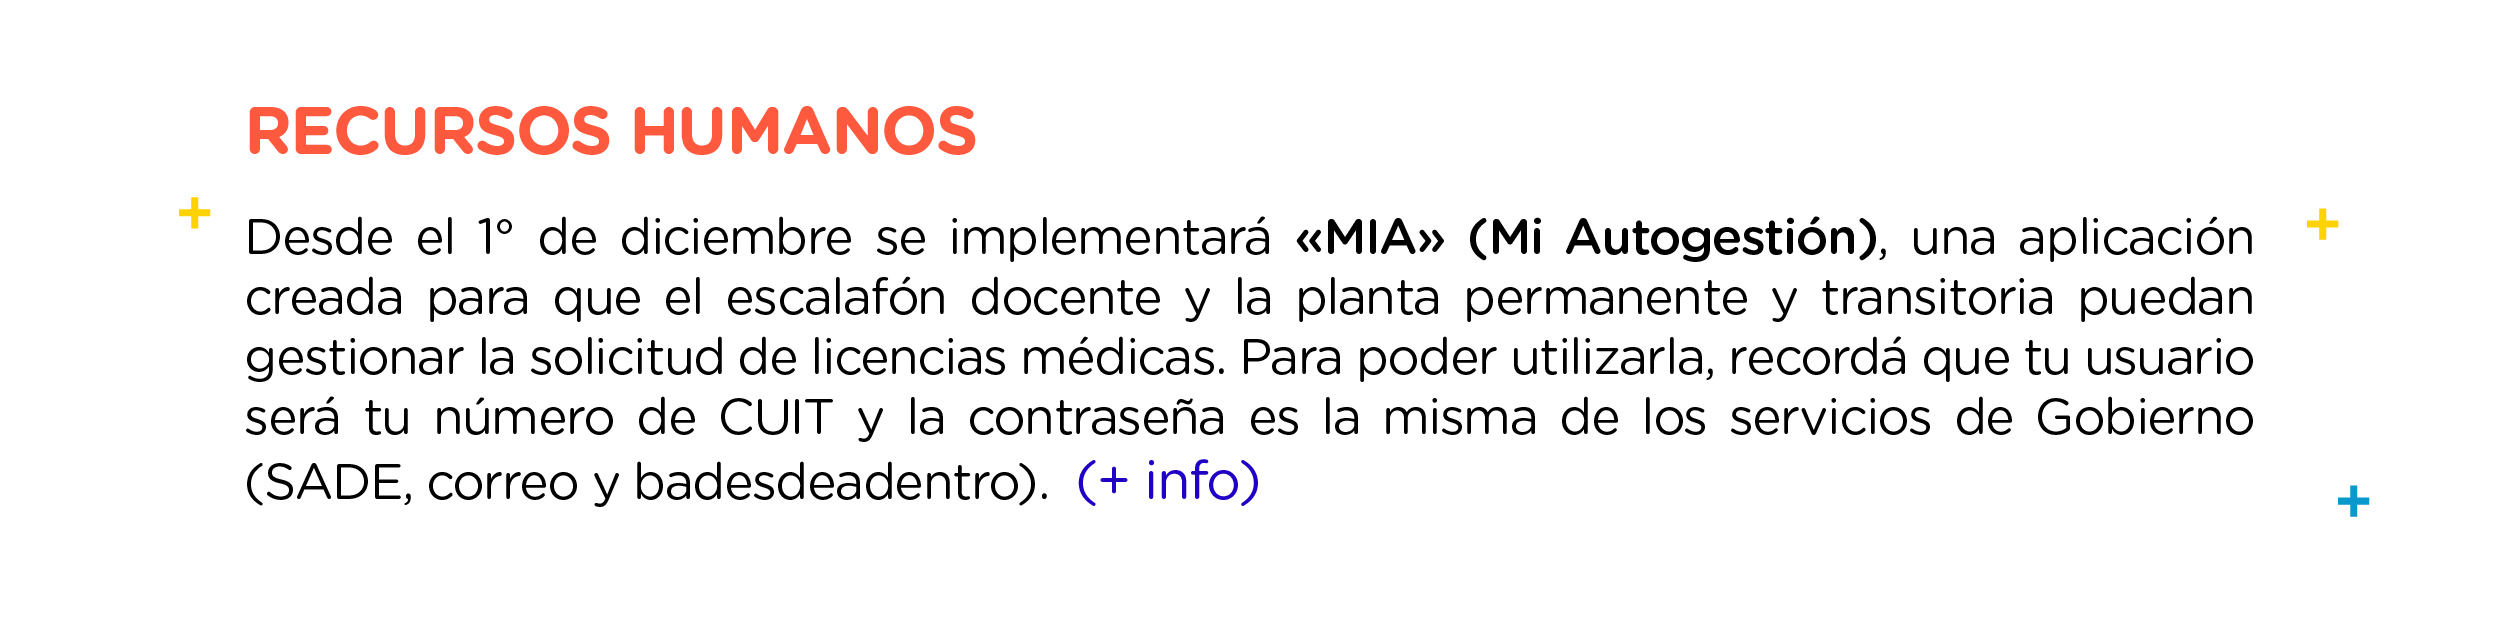 RECURSOS HUMANOS
Desde el 1° de diciembre se implementará «MIA» (Mi Autogestión), una aplicación
creada para que el escalafón docente y la planta permanente y transitoria puedan
gestionar la solicitud de licencias médicas. Para poder utilizarla, recordá que tu usuario
será tu número de CUIT y la contraseña es la misma de los servicios de Gobierno
(SADE, correo y badesdeadentro). (+ info)